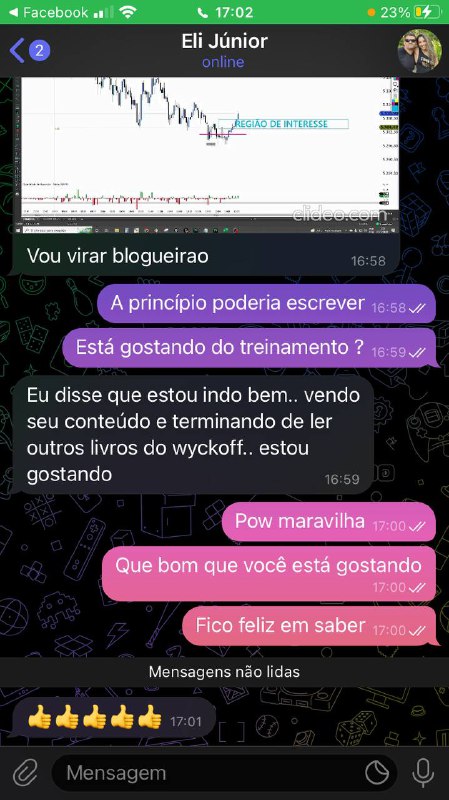 Facebook
17:02
23%
2
Eli Júnior
online
REGIÃO DE INTERESSE
clideo.com
Vou virar blogueirao
16:58
A princípio poderia escrever 16:58
Está gostando do treinamento ? 16:59
Eu disse que estou indo bem.. vendo
seu conteúdo e terminando de ler
outros livros do wyckoff.. estou
gostando
16:59
Pow maravilha 17:00
Que bom que você está gostando
17:00
Fico feliz em saber 17:00
Mensagens não lidas
17:01
Mensagem